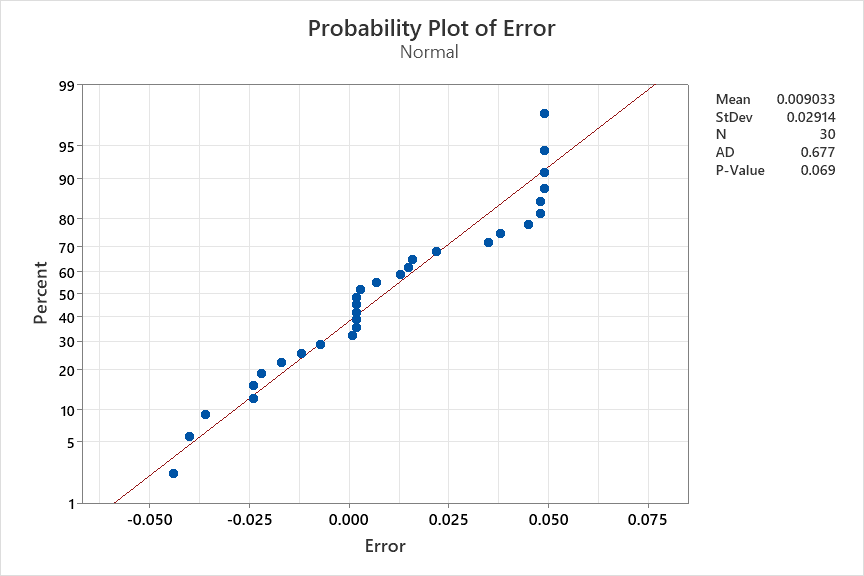 Probability Plot of Error
Normal
Mean 0.009033
StDev 0.02914
N 30
AD 0.677
P-Value 0.069
99
95
90
80
70
60
50
40
30
20
10
5
1
Percent
-0.050 -0.025 0.000 0.025 0.050 0.075
Error